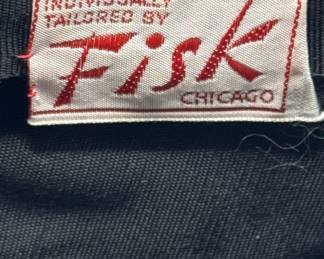 INDIVIDUALLY
TAILORED BY
Fisk
CHICAGO